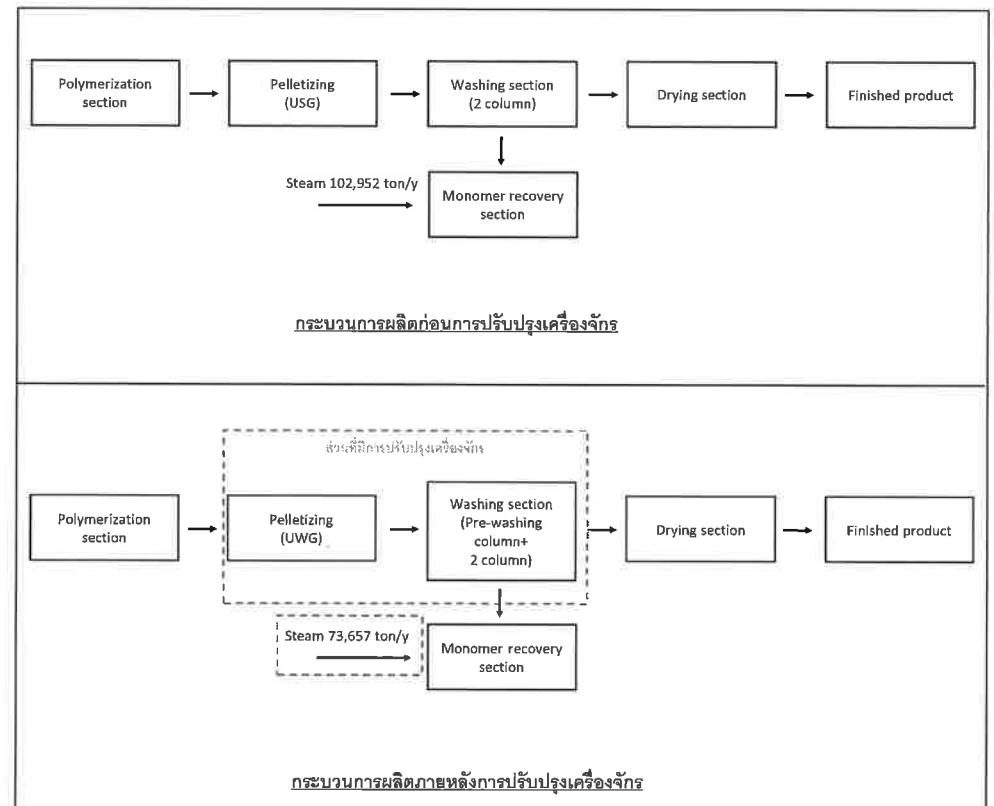 Polymerization
section
Pelletizing
(USG)
Washing section
(2 column)
Drying section
Finished product
Steam 102,952 ton/y
Monomer recovery
section
กระบวนการผลิตก่อนการปรับปรุงเครื่องจักร
ส่วนที่มีการปรับปรุงเครื่องจักร
Polymerization
section
Pelletizing
(UWG)
Washing section
(Pre-washing
column+
2 column)
Drying section
Finished product
Steam 73,657 ton/y
Monomer recovery
section
กระบวนการผลิตภายหลังการปรับปรุงเครื่องจักร